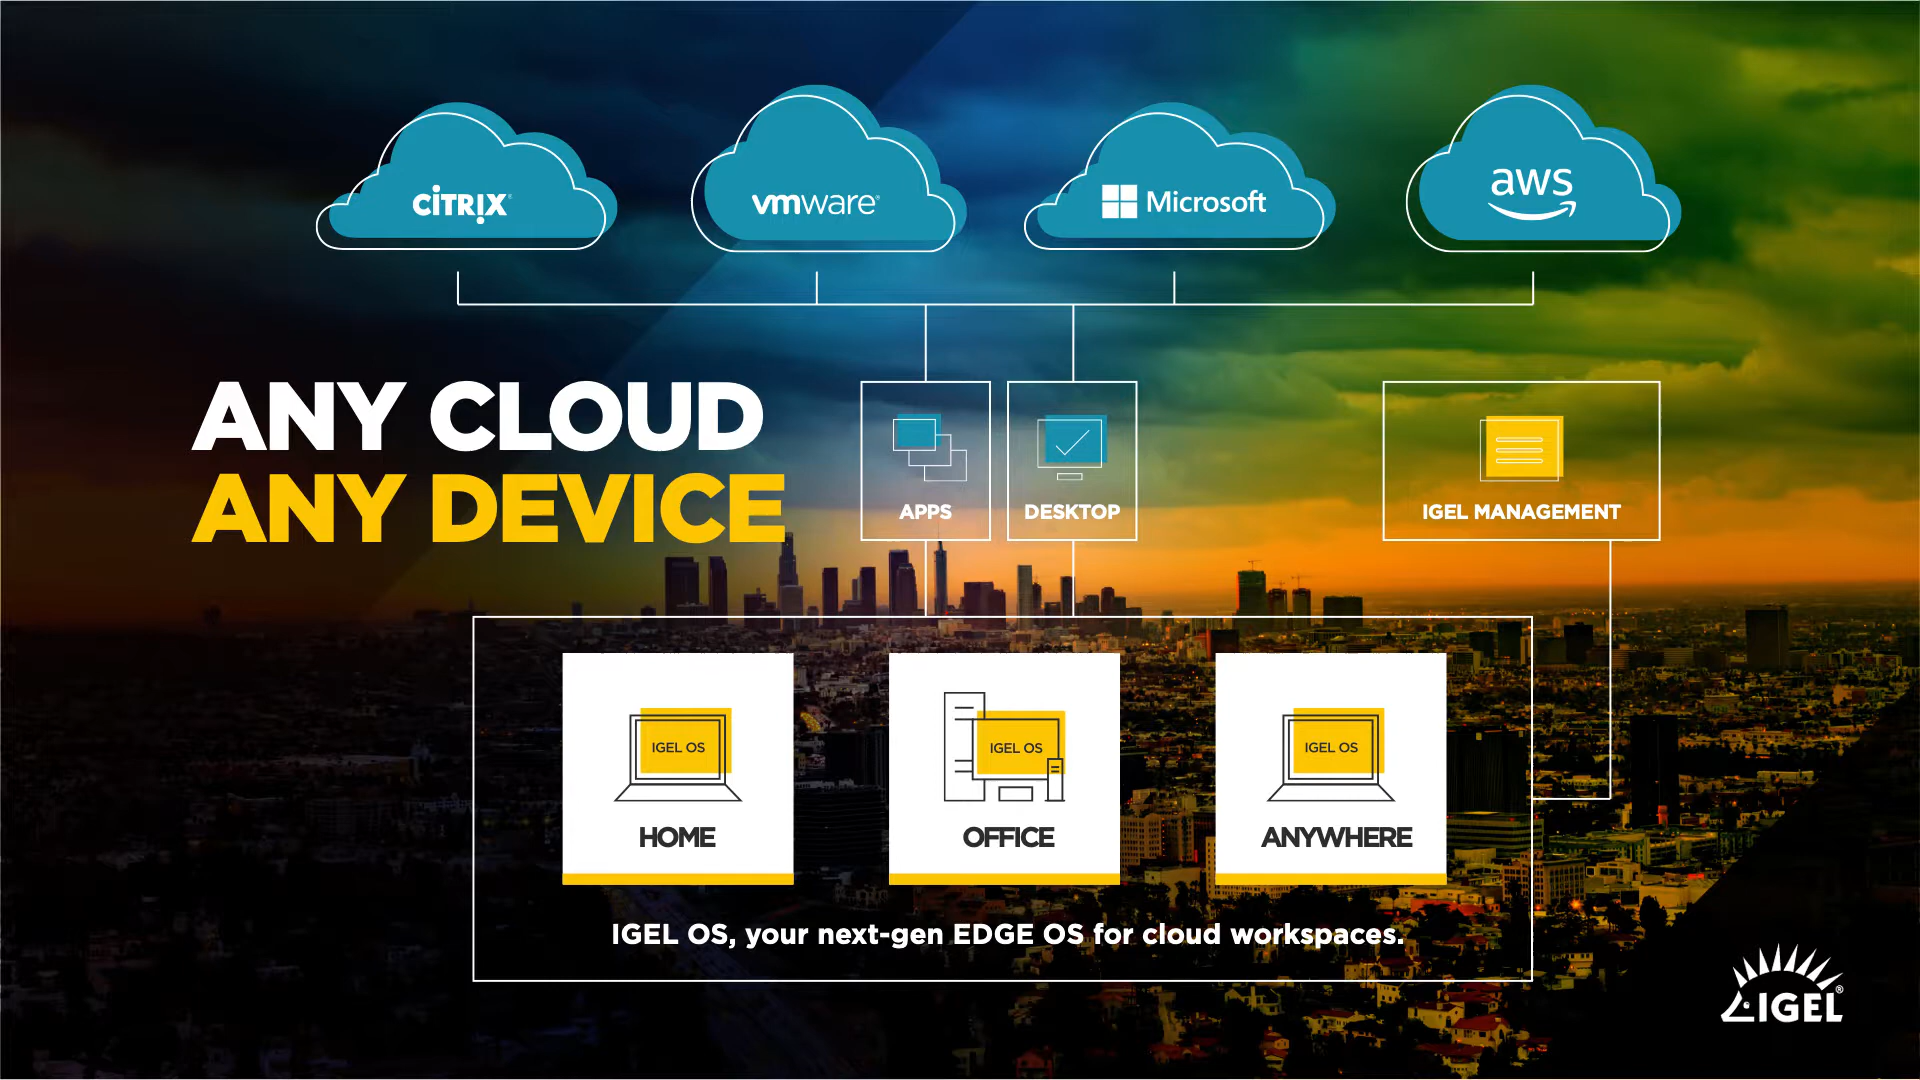 CITRIX®
vmware®
Microsoft
aws
ANY CLOUD
ANY DEVICE
APPS
DESKTOP
IGEL MANAGEMENT
IGEL OS
IGEL OS
IGEL OS
HOME
OFFICE
ANYWHERE
IGEL OS, your next-gen EDGE OS for cloud workspaces.
IGEL®